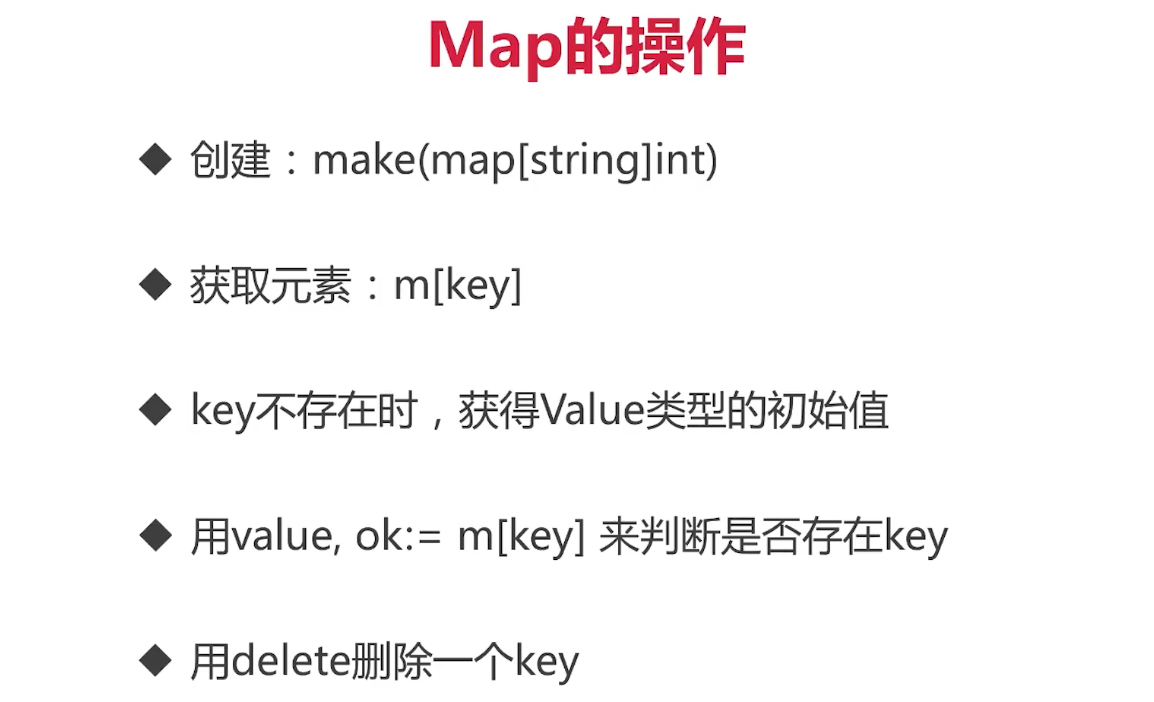 Map的操作
◆ 创建：make(map[string]int)
◆ 获取元素：m[key]
◆ key不存在时，获得Value类型的初始值
◆ 用value, ok:= m[key] 来判断是否存在key
◆ 用delete删除一个key